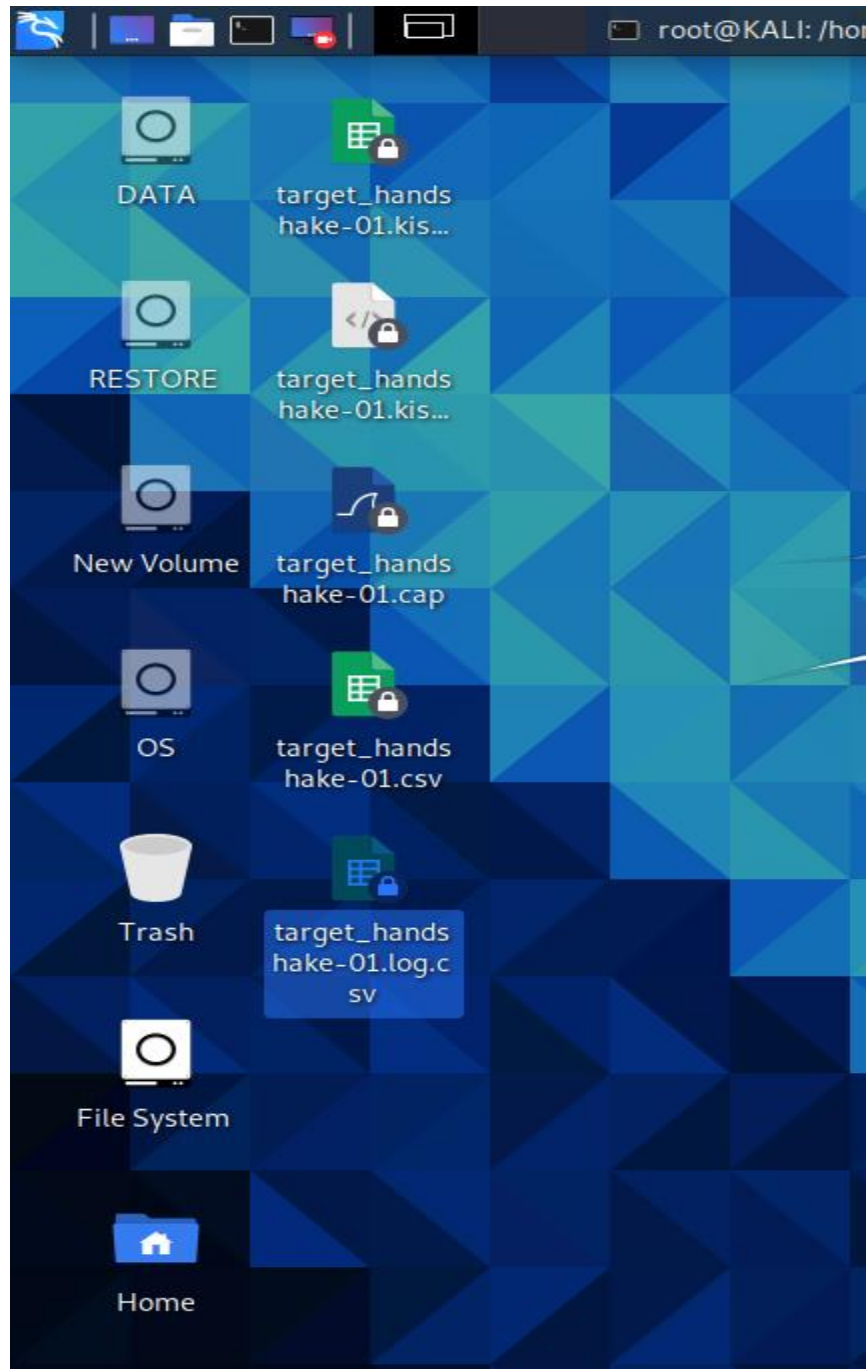 root@KALI: /hor
DATA
target_hands
hake-01.kis...
RESTORE
target_hands
hake-01.kis...
New Volume
target_hands
hake-01.cap
OS
target_hands
hake-01.csv
Trash
target_hands
hake-01.log.c
sv
File System
Home